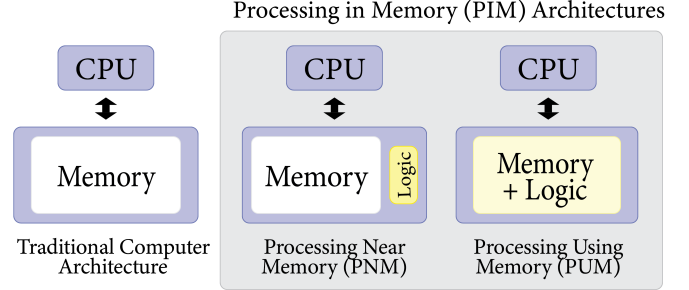 Processing in Memory (PIM) Architectures
CPU
Memory
Traditional Computer
Architecture
CPU
Memory
Logic
Processing Near
Memory (PNM)
CPU
Memory
+ Logic
Processing Using
Memory (PUM)